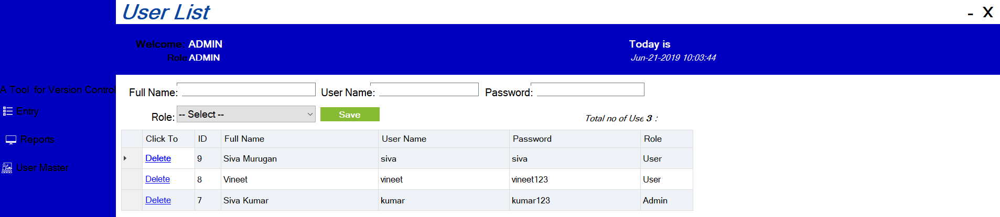 User List
- X
Welcome: ADMIN
Role ADMIN
Today is
Jun-21-2019 10:03:44
A Tool for Version Control
Entry
Reports
User Master
Full Name: User Name: Password:
Role: -- Select -- Save Total no of Use 3 :
Click To ID Full Name User Name Password Role
Delete 9 Siva Murugan siva siva User
Delete 8 Vineet vineet vineet123 User
Delete 7 Siva Kumar kumar kumar123 Admin